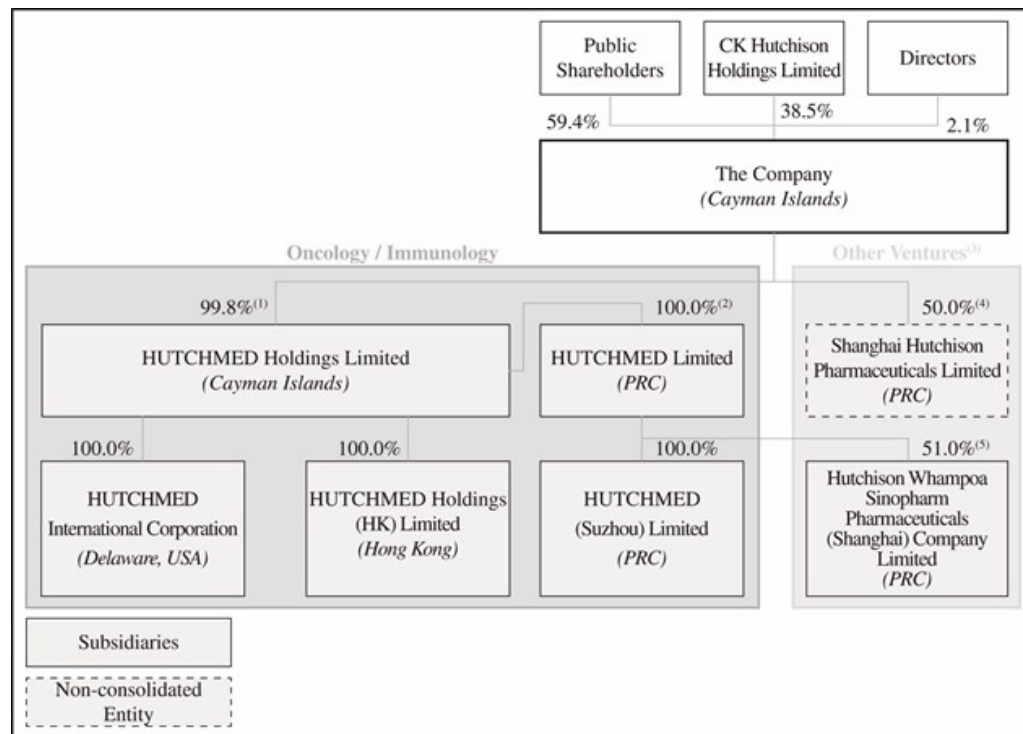 Public
Shareholders
CK Hutchison
Holdings Limited
Directors
59.4%
38.5%
2.1%
The Company
(Cayman Islands)
Oncology / Immunology
Other Ventures(3)
99.8%(1)
100.0%(2)
50.0%(4)
HUTCHMED Holdings Limited
(Cayman Islands)
HUTCHMED Limited
(PRC)
Shanghai Hutchison
Pharmaceuticals Limited
(PRC)
100.0%
100.0%
100.0%
51.0%(5)
HUTCHMED
International Corporation
(Delaware, USA)
HUTCHMED Holdings
(HK) Limited
(Hong Kong)
HUTCHMED
(Suzhou) Limited
(PRC)
Hutchison Whampoa
Sinopharm
Pharmaceuticals
(Shanghai) Company
Limited
(PRC)
Subsidiaries
Non-consolidated
Entity